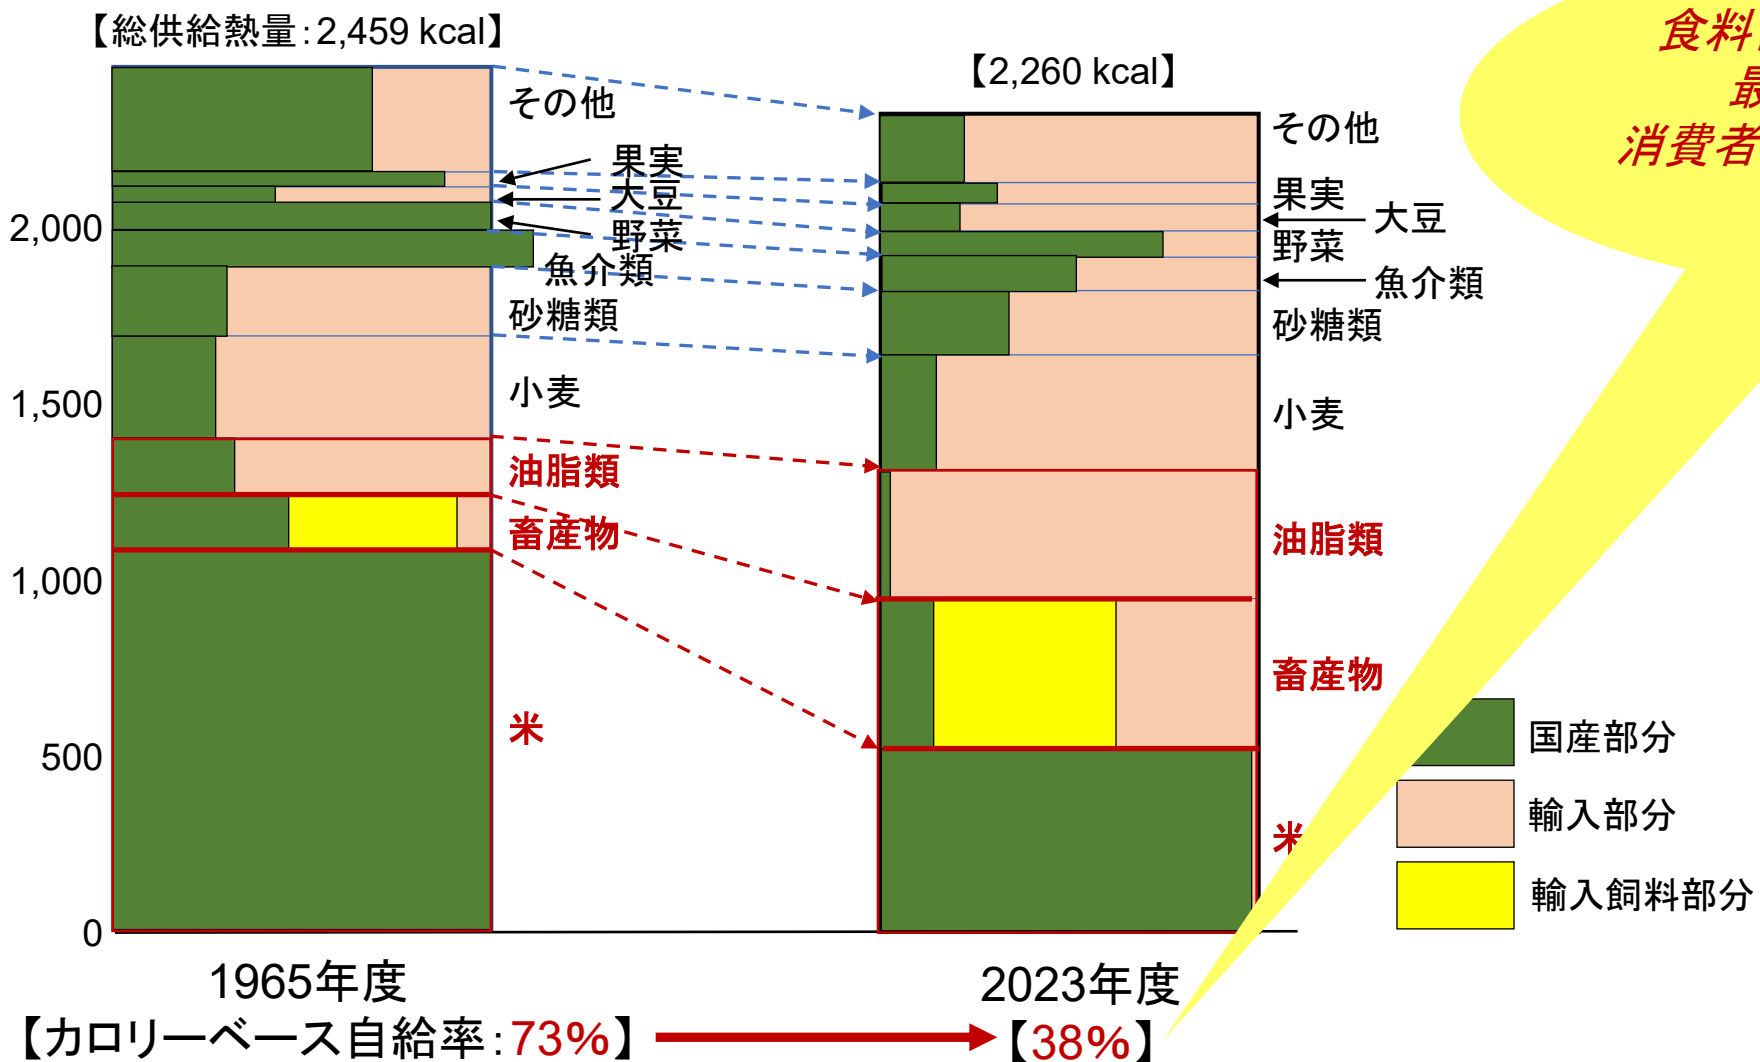 【総供給熱量：2,459 kcal】
【2,260 kcal】
食料
最
消費者
その他
果実
大豆
野菜
魚介類
砂糖類
小麦
油脂類
畜産物
米
その他
果実
大豆
野菜
魚介類
砂糖類
小麦
油脂類
畜産物
米
2,000
1,500
1,000
500
0
国産部分
輸入部分
輸入飼料部分
1965年度
2023年度
【カロリーベース自給率：73%】
【38%】